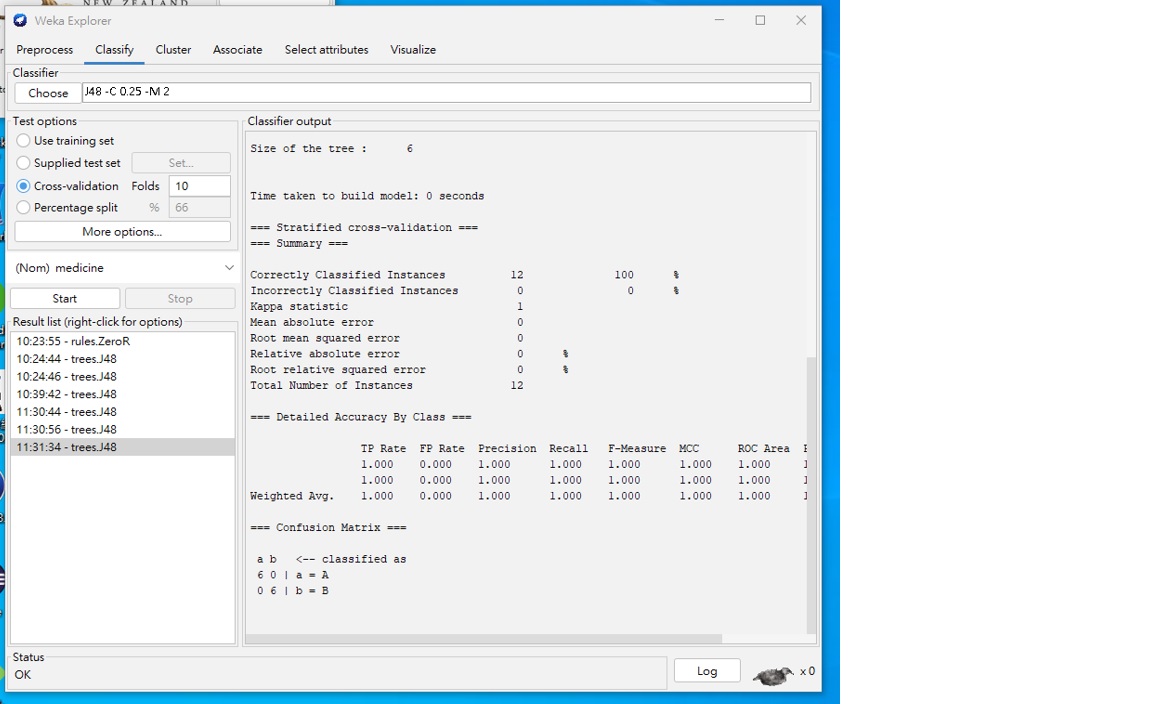 NEW ZEALAND
Weka Explorer
Preprocess Classify Cluster Associate Select attributes Visualize
Classifier
Choose J48 -C 0.25 -M 2
Test options
Use training set
Supplied test set Set...
Cross-validation Folds 10
Percentage split % 66
More options...
(Nom) medicine
Start Stop
Result list (right-click for options)
10:23:55 - rules.ZeroR
10:24:44 - trees.J48
10:24:46 - trees.J48
10:39:42 - trees.J48
11:30:44 - trees.J48
11:30:56 - trees.J48
11:31:34 - trees.J48
Classifier output
Size of the tree : 6
Time taken to build model: 0 seconds
=== Stratified cross-validation ===
=== Summary ===
Correctly Classified Instances 12 100 %
Incorrectly Classified Instances 0 0 %
Kappa statistic 1
Mean absolute error 0
Root mean squared error 0
Relative absolute error 0 %
Root relative squared error 0 %
Total Number of Instances 12
=== Detailed Accuracy By Class ===
TP Rate FP Rate Precision Recall F-Measure MCC ROC Area
1.000 0.000 1.000 1.000 1.000 1.000 1.000
1.000 0.000 1.000 1.000 1.000 1.000 1.000
Weighted Avg. 1.000 0.000 1.000 1.000 1.000 1.000 1.000
=== Confusion Matrix ===
a b <-- classified as
6 0 | a = A
0 6 | b = B
Status
OK
Log x 0